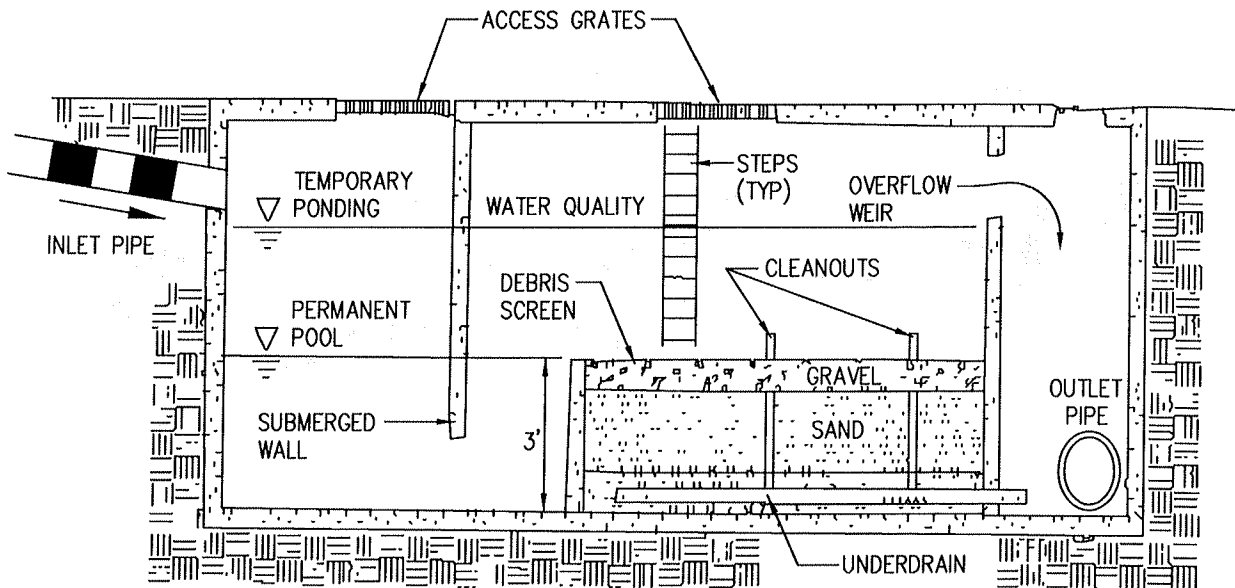 ACCESS GRATES
TEMPORARY
PONDING
WATER QUALITY
STEPS
(TYP)
OVERFLOW
WEIR
INLET PIPE
CLEANOUTS
DEBRIS
SCREEN
PERMANENT
POOL
GRAVEL
OUTLET
PIPE
SUBMERGED
WALL
3'
SAND
UNDERDRAIN